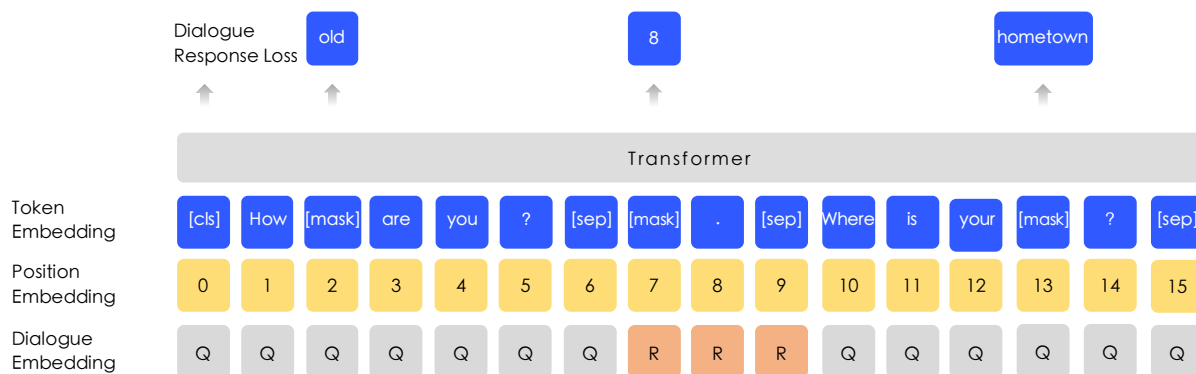 Dialogue
Response Loss
old 8 hometown
Transformer
Token
Embedding
[cls] How [mask] are you ? [sep] [mask] . [sep] Where is your [mask] ? [sep]
Position
Embedding
0 1 2 3 4 5 6 7 8 9 10 11 12 13 14 15
Dialogue
Embedding
Q Q Q Q Q Q Q R R R Q Q Q Q Q Q